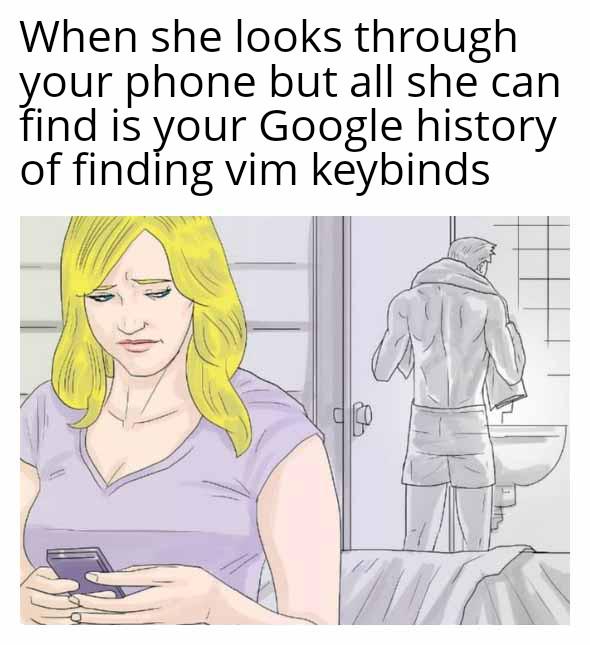 When she looks through
your phone but all she can
find is your Google history
of finding vim keybinds